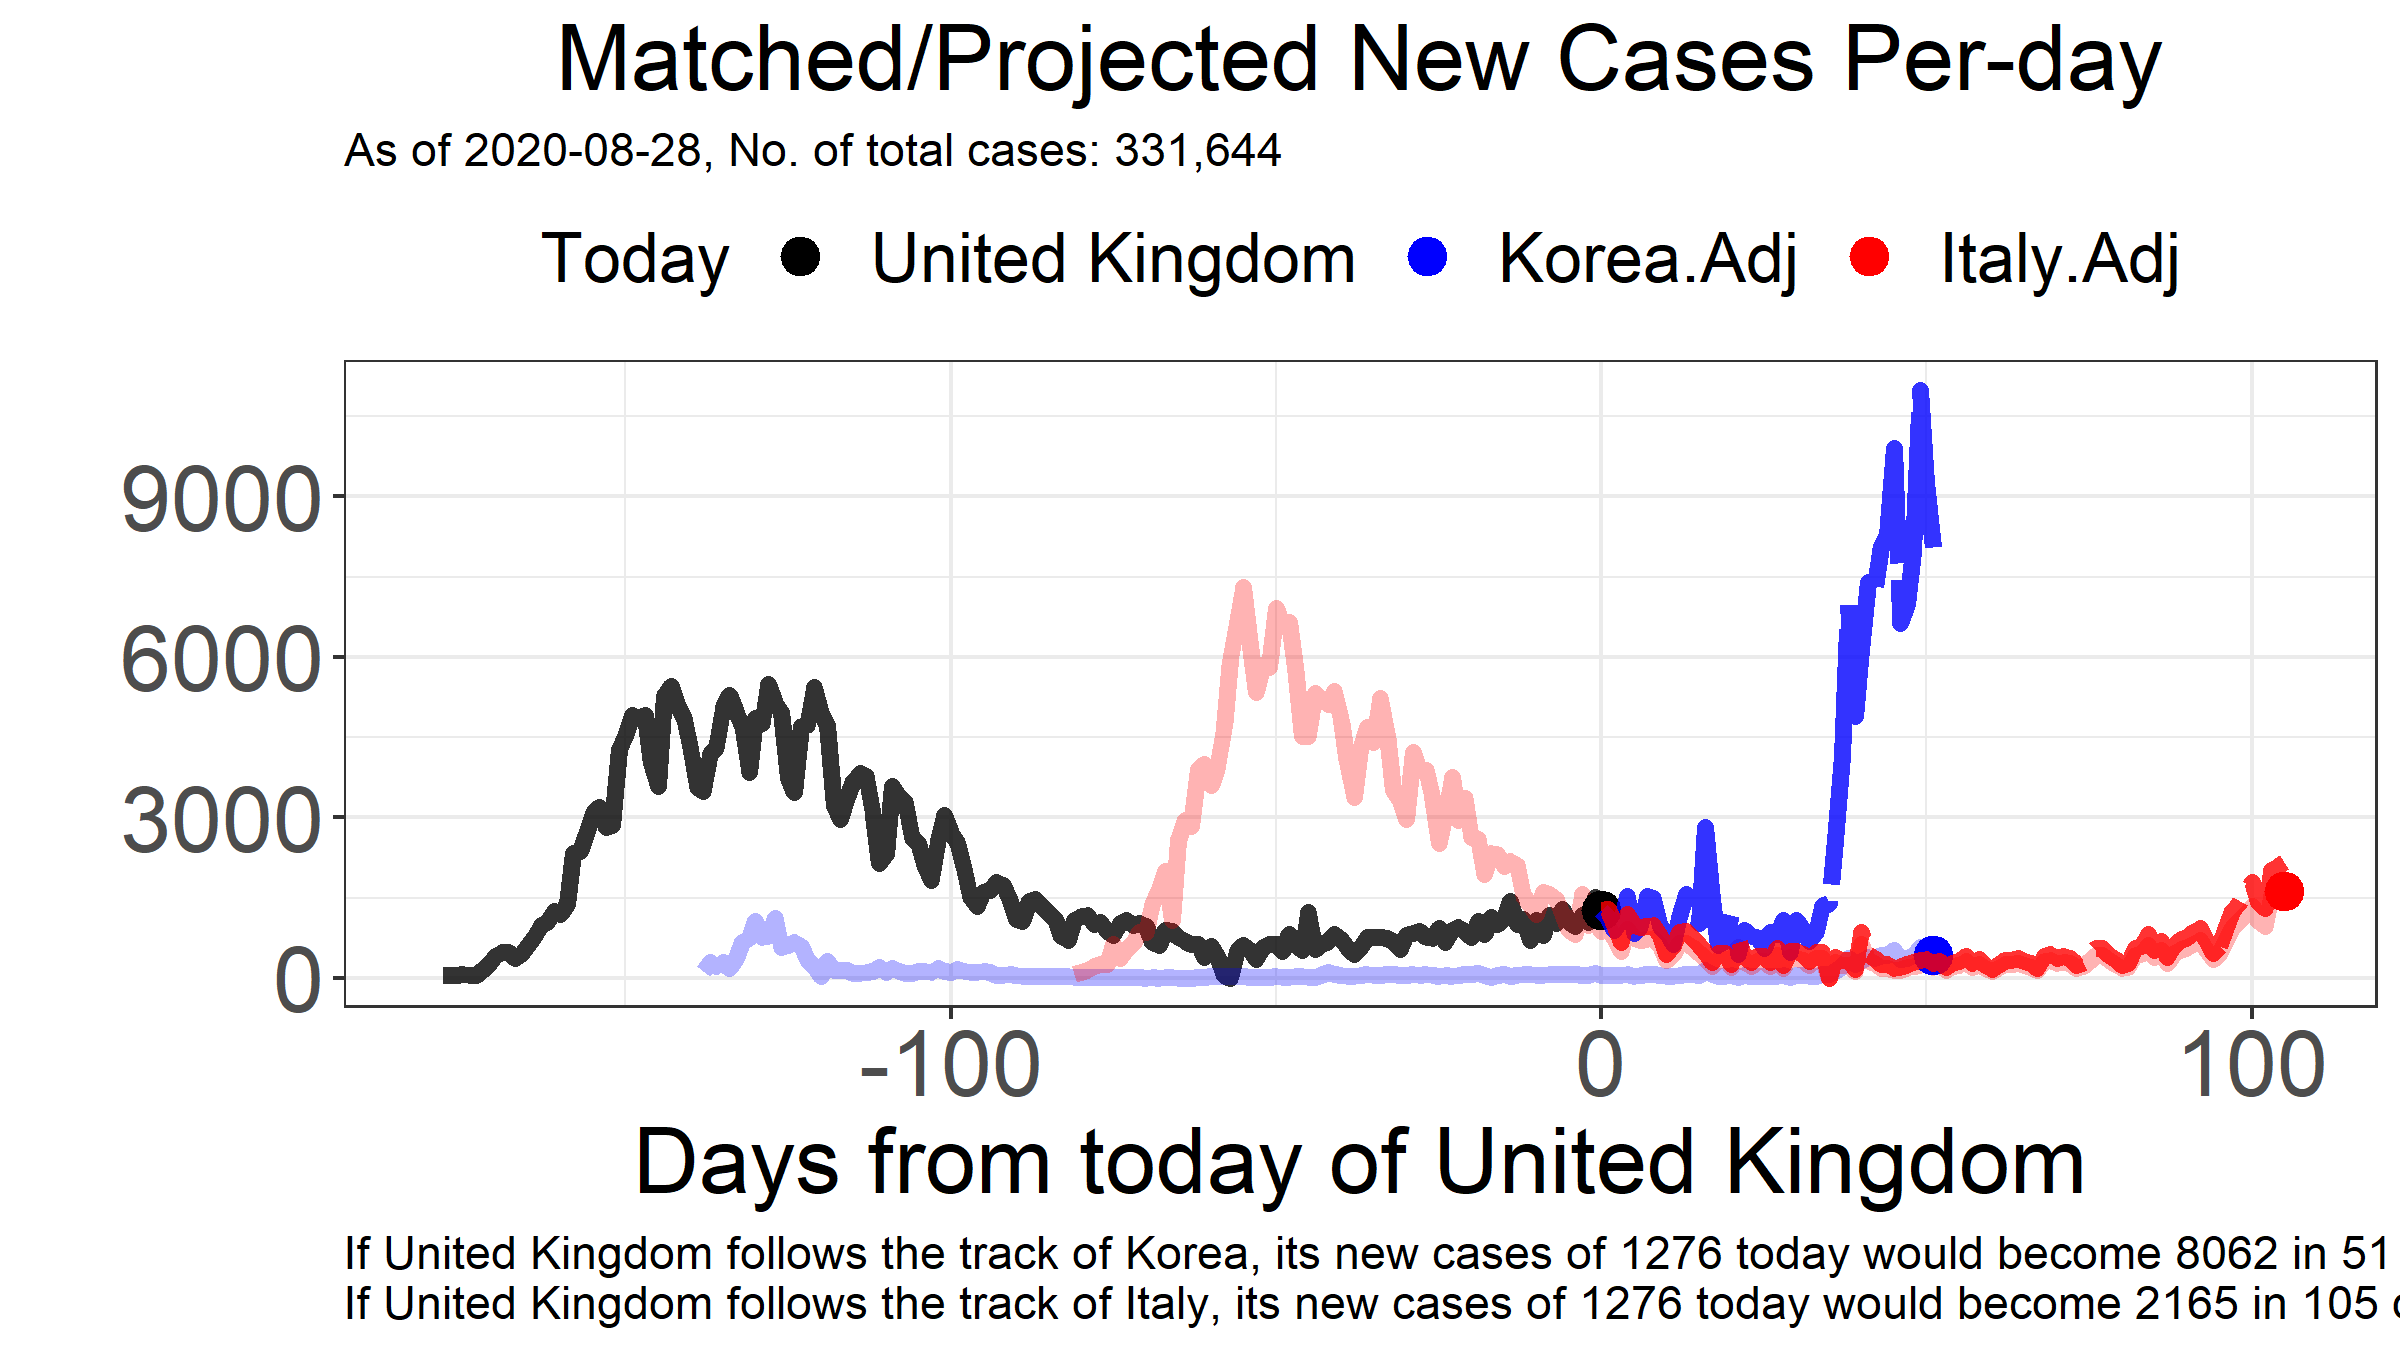 Matched/Projected New Cases Per-day
As of 2020-08-28, No. of total cases: 331,644
Today United Kingdom Korea.Adj Italy.Adj
9000
6000
3000
0
-100 0 100
Days from today of United Kingdom
If United Kingdom follows the track of Korea, its new cases of 1276 today would become 8062 in 51
If United Kingdom follows the track of Italy, its new cases of 1276 today would become 2165 in 105